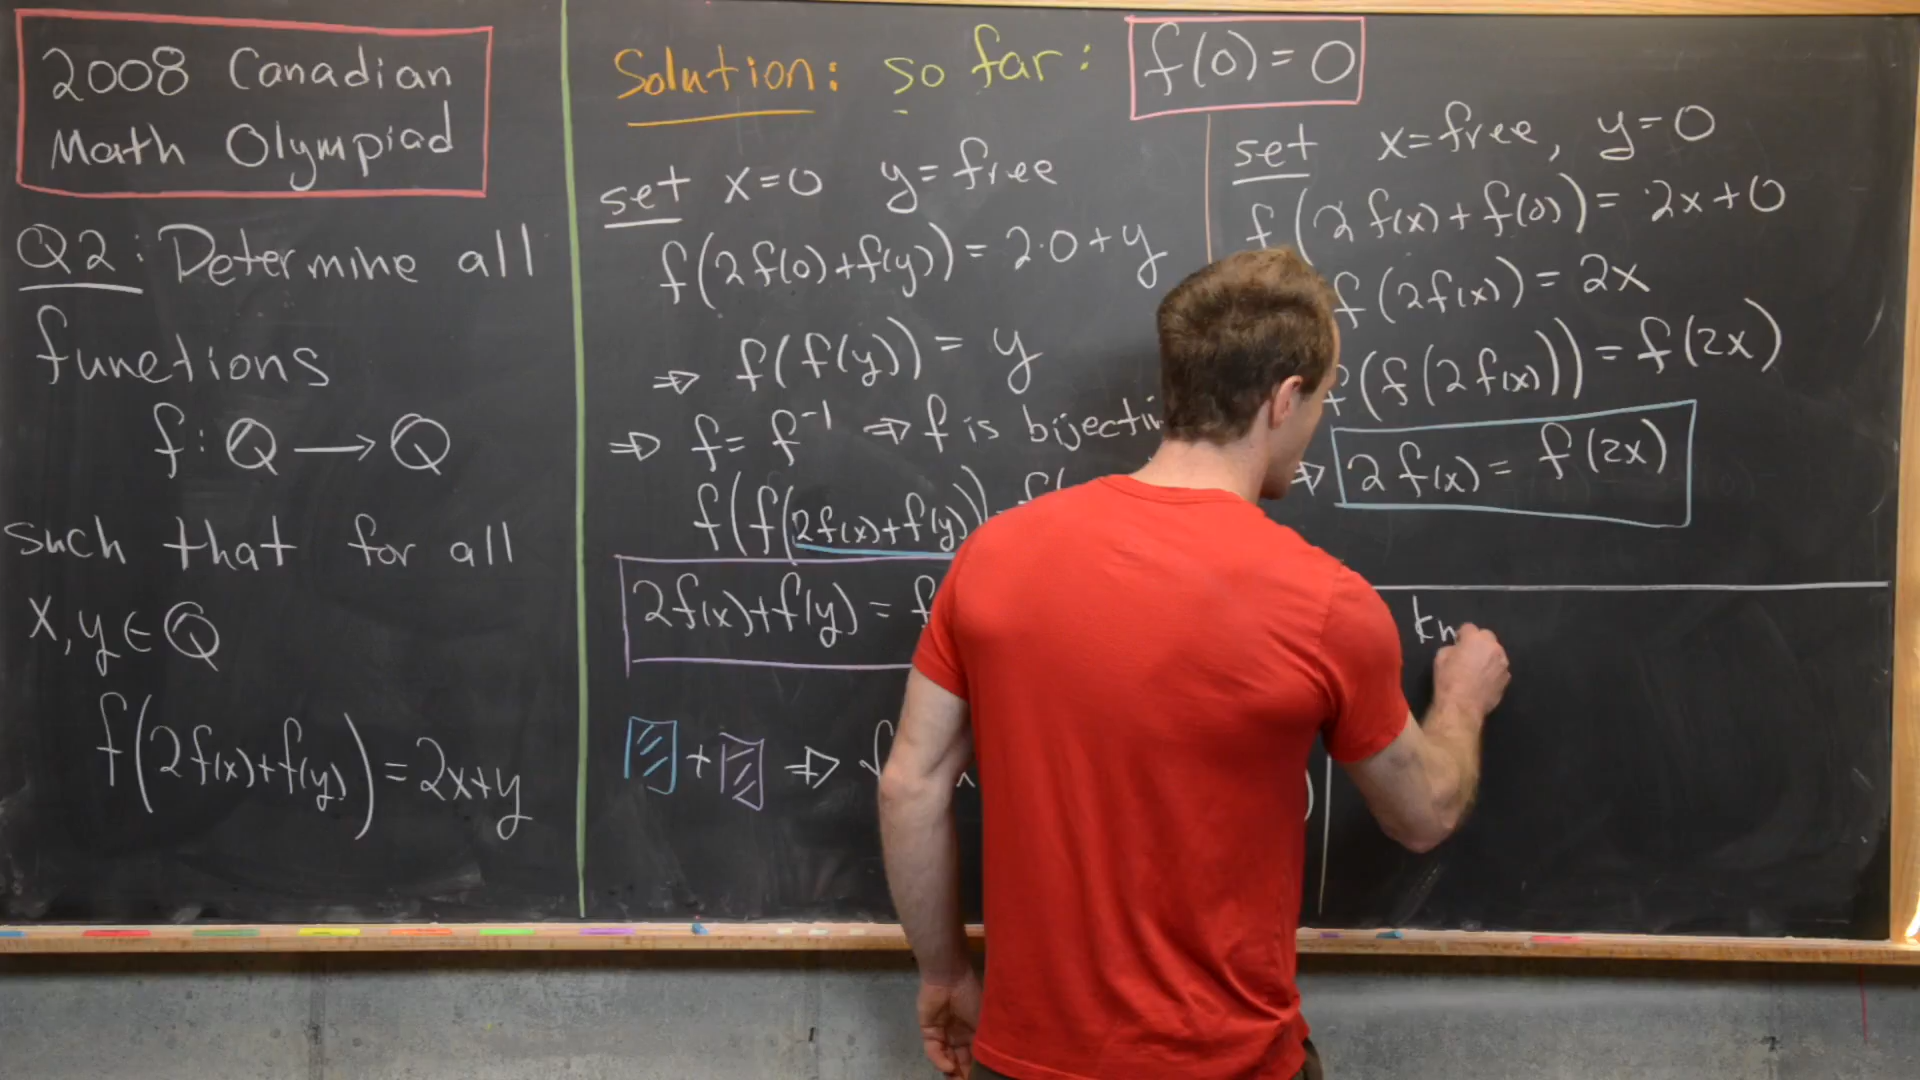 2008 Canadian
Math Olympiad
Q2: Determine all
functions
f: Q → Q
such that for all
x, y ∈ Q
f(2f(x)+f(y)) = 2x+y
Solution: so far: f(0) = 0
set x=0 y=free
f(2f(0)+f(y)) = 2·0+y
⇒ f(f(y)) = y
⇒ f = f⁻¹ ⇒ f is
f(f(2f(x)+f(y))
2f(x)+f(y) =
+ ⇒
set x=free, y=0
f(2f(x)+f(0)) = 2x+0
f(2f(x)) = 2x
(f(2f(x))) = f(2x)
⇒ 2f(x) = f(2x)